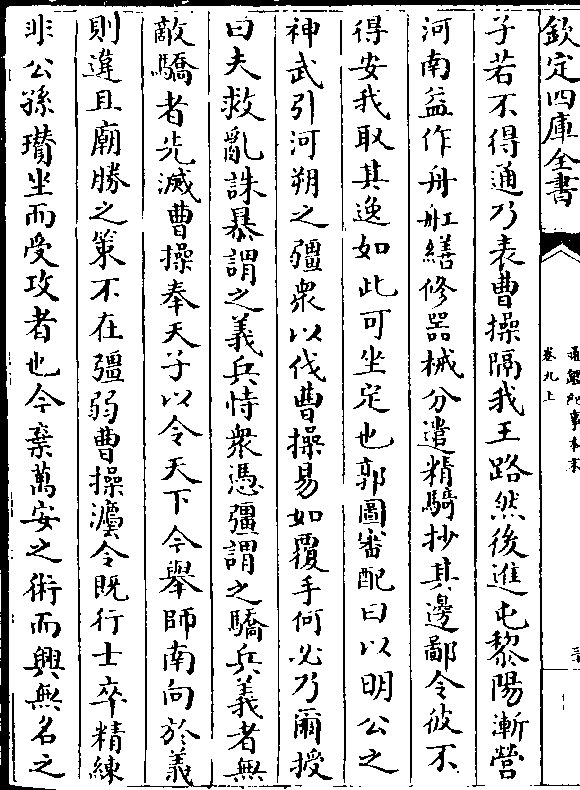 欽定四庫全書
通鑑紀事本末
卷九上
子若不得通乃表曹操隔我王路然後進屯黎陽漸營
河南益作舟舡繕修器械分遣精騎抄其邊鄙令彼不
得安我取其逸如此可坐定也郭圖審配曰以明公之
神武引河朔之彊衆以伐曹操易如覆手何必乃爾授
曰夫救亂誅暴謂之義兵恃衆憑彊謂之驕兵義者無
敵驕者先滅曹操奉天子以令天下今舉師南向於義
則違且廟勝之策不在彊弱曹操灋令既行士卒精練
非公孫瓚坐而受攻者也今棄萬安之術而興無名之